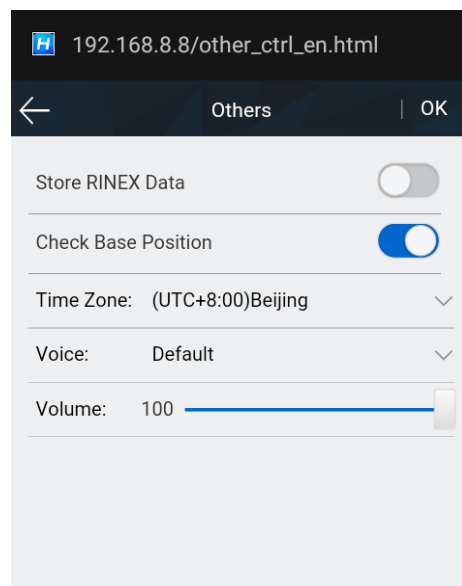 H 192.168.8.8/other_ctrl_en.html
Others | OK
Store RINEX Data
Check Base Position
Time Zone: (UTC+8:00)Beijing
Voice: Default
Volume: 100